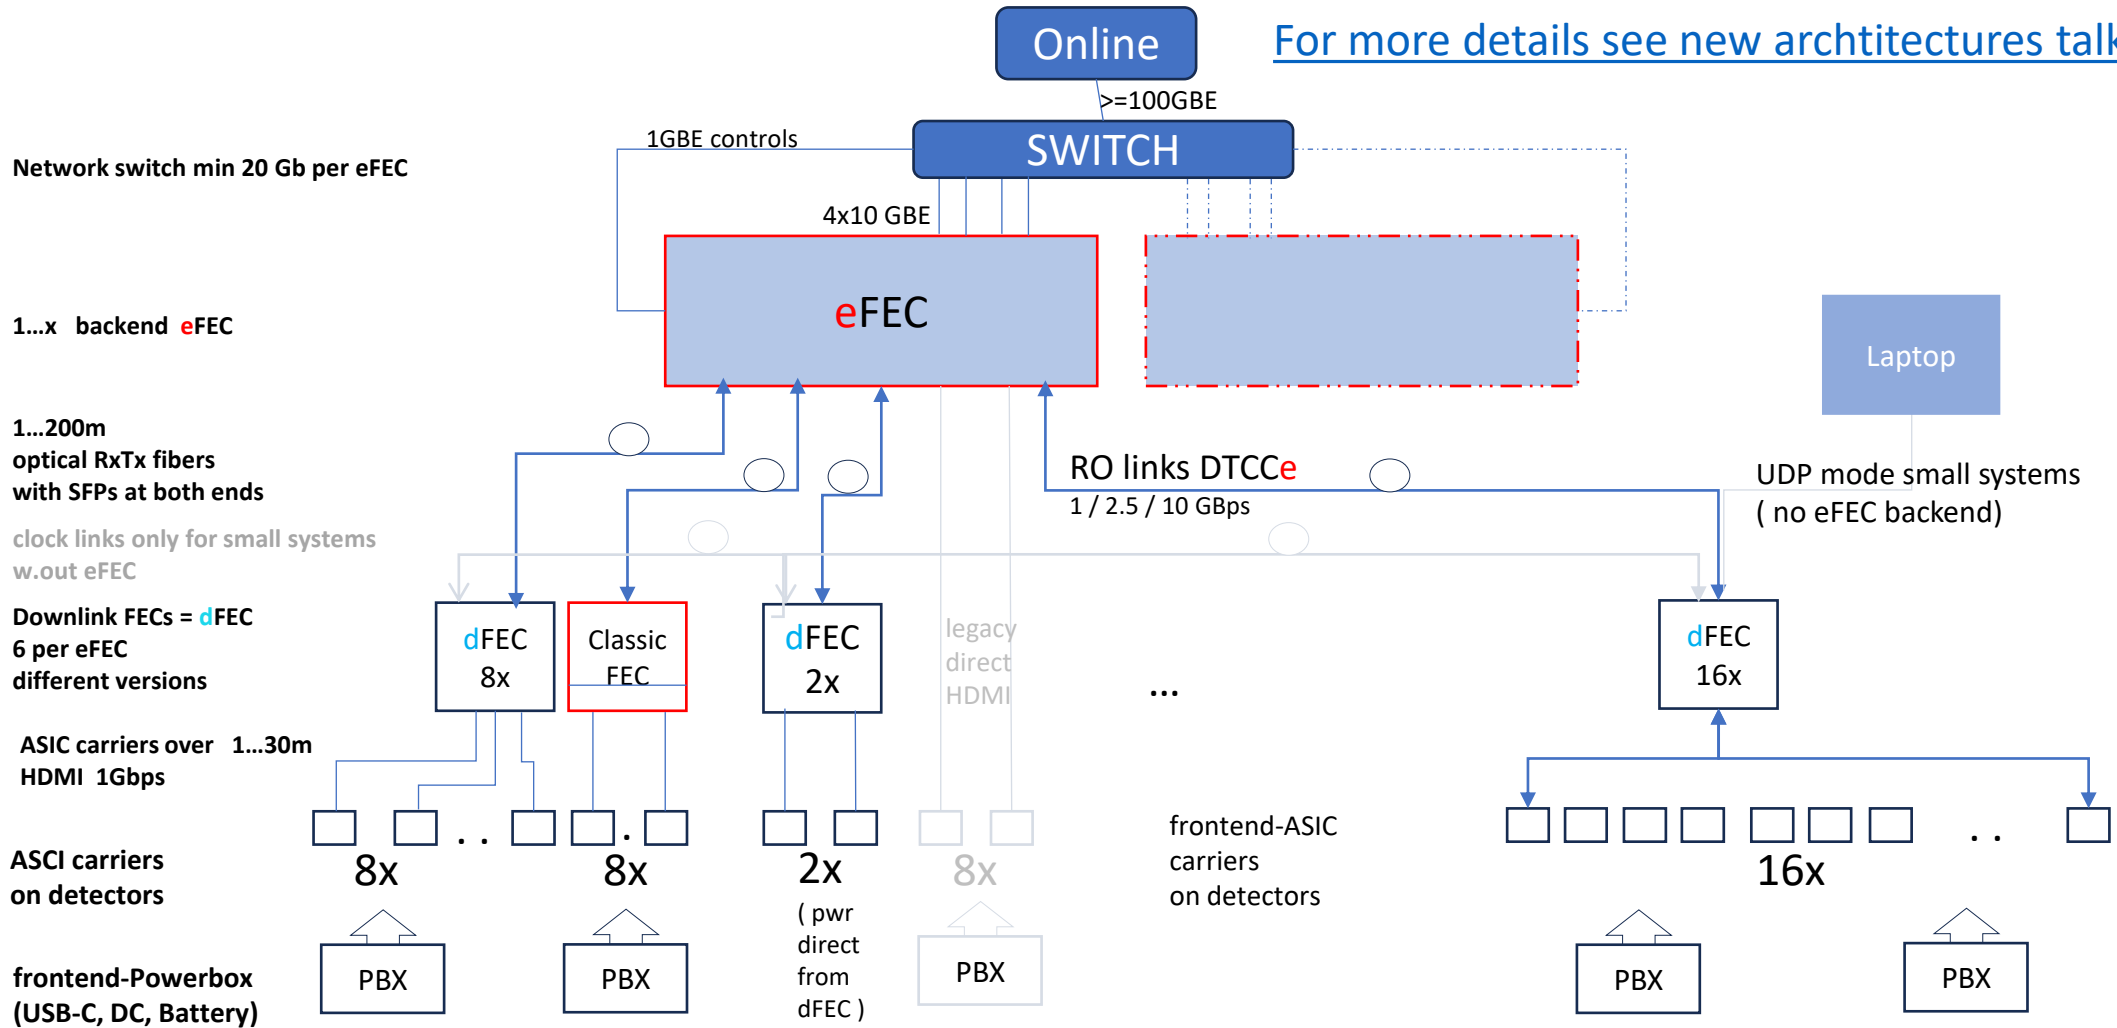 Online
For more details see new archtitectures talk
>=100GBE
1GBE controls
SWITCH
Network switch min 20 Gb per eFEC
4x10 GBE
eFEC
1...x backend eFEC
Laptop
1...200m
optical RxTx fibers
with SFPs at both ends
RO links DTCCe
1 / 2.5 / 10 GBps
UDP mode small systems
( no eFEC backend)
clock links only for small systems
w.out eFEC
Downlink FECs = dFEC
6 per eFEC
different versions
dFEC
8x
Classic
FEC
dFEC
2x
legacy
direct
HDMI
...
dFEC
16x
ASIC carriers over 1...30m
HDMI 1Gbps
. .
.
. .
ASCI carriers
on detectors
8x
8x
2x
8x
frontend-ASIC
carriers
on detectors
16x
( pwr
direct
from
dFEC )
frontend-Powerbox
(USB-C, DC, Battery)
PBX
PBX
PBX
PBX
PBX